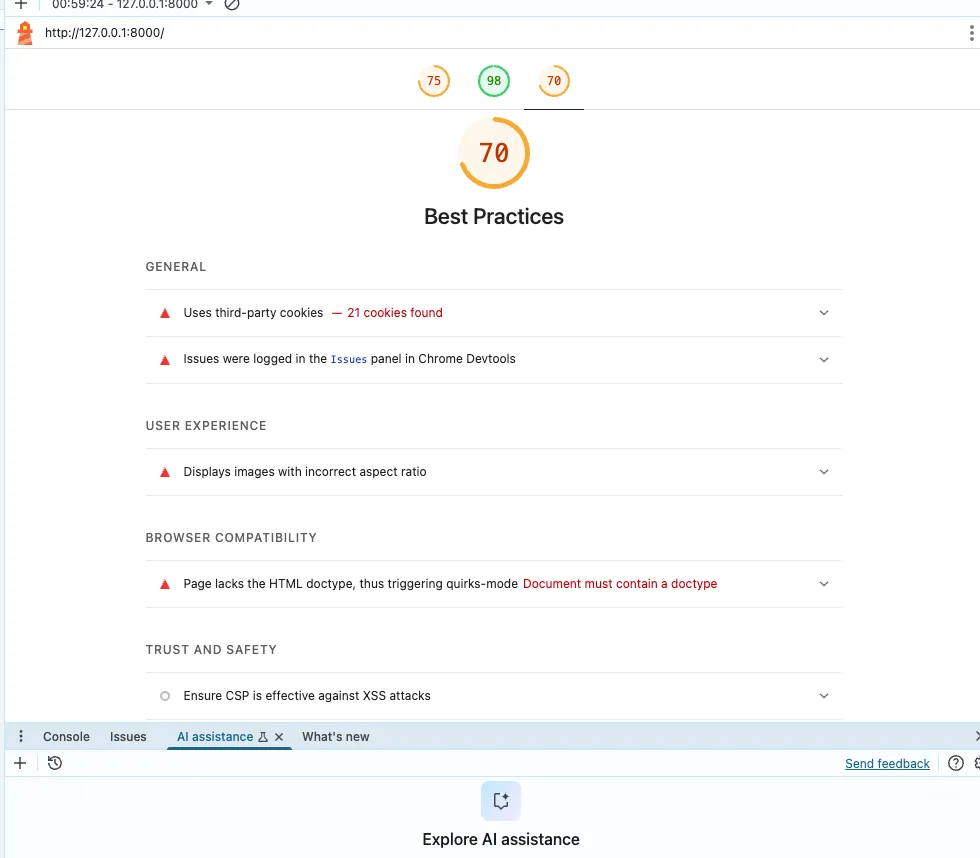 00:59:24 - 127.0.0.1:8000
http://127.0.0.1:8000/
75 98 70
70
Best Practices
GENERAL
Uses third-party cookies — 21 cookies found
Issues were logged in the Issues panel in Chrome Devtools
USER EXPERIENCE
Displays images with incorrect aspect ratio
BROWSER COMPATIBILITY
Page lacks the HTML doctype, thus triggering quirks-mode Document must contain a doctype
TRUST AND SAFETY
Ensure CSP is effective against XSS attacks
Console Issues AI assistance What's new
Send feedback
Explore AI assistance